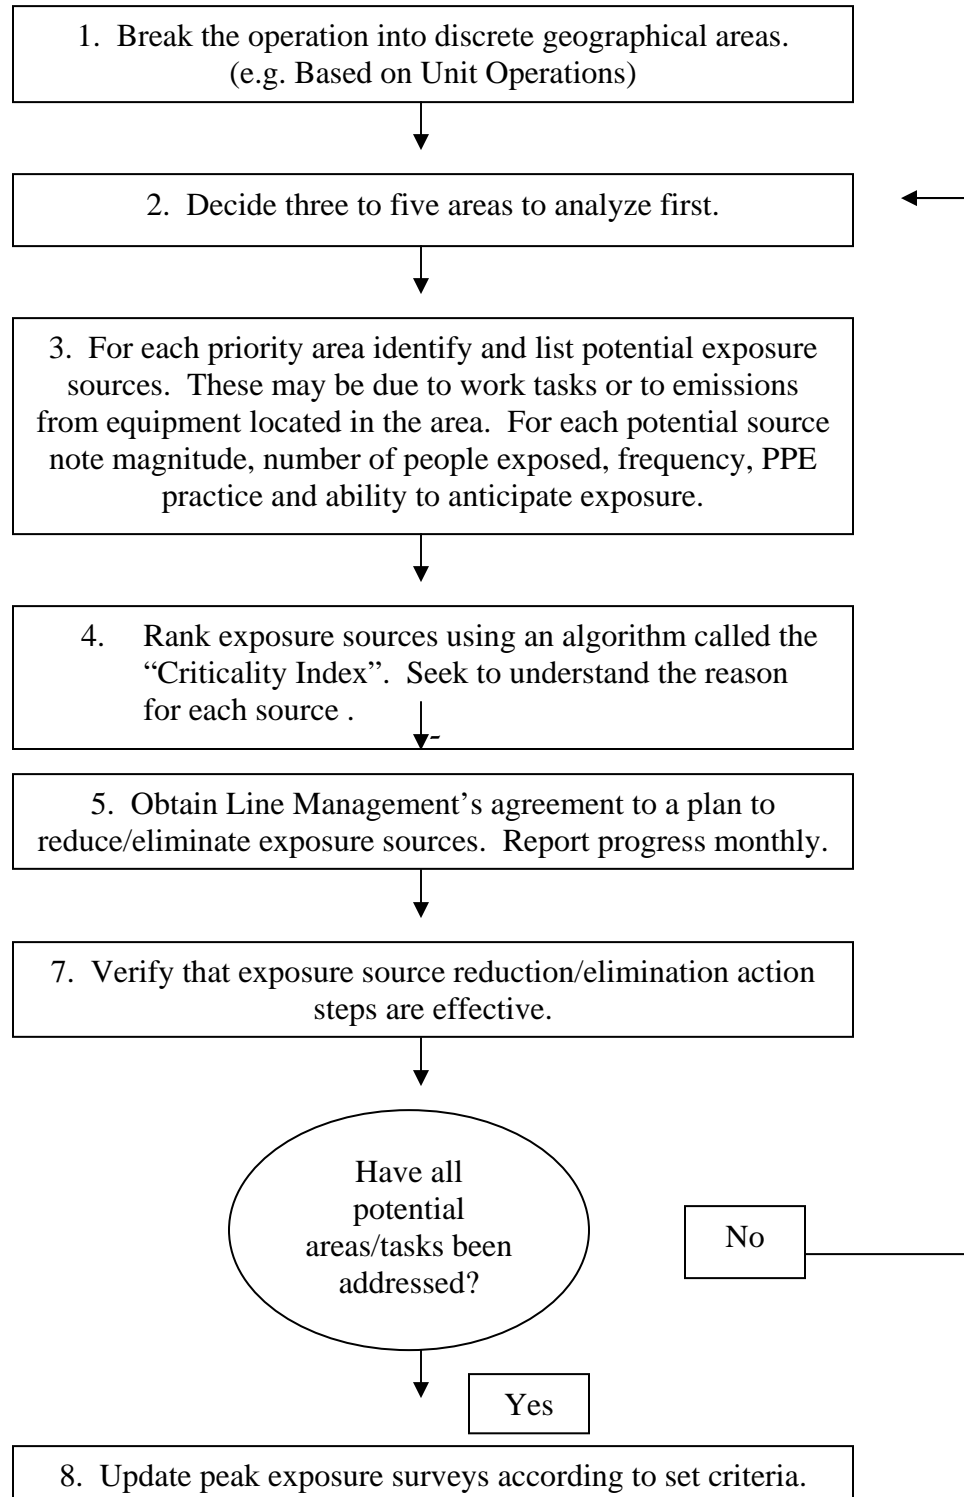 1. Break the operation into discrete geographical areas.
(e.g. Based on Unit Operations)
2. Decide three to five areas to analyze first.
3. For each priority area identify and list potential exposure
sources. These may be due to work tasks or to emissions
from equipment located in the area. For each potential source
note magnitude, number of people exposed, frequency, PPE
practice and ability to anticipate exposure.
4. Rank exposure sources using an algorithm called the
“Criticality Index”. Seek to understand the reason
for each source .
-
5. Obtain Line Management’s agreement to a plan to
reduce/eliminate exposure sources. Report progress monthly.
7. Verify that exposure source reduction/elimination action
steps are effective.
Have all
potential
areas/tasks been
addressed?
No
Yes
8. Update peak exposure surveys according to set criteria.